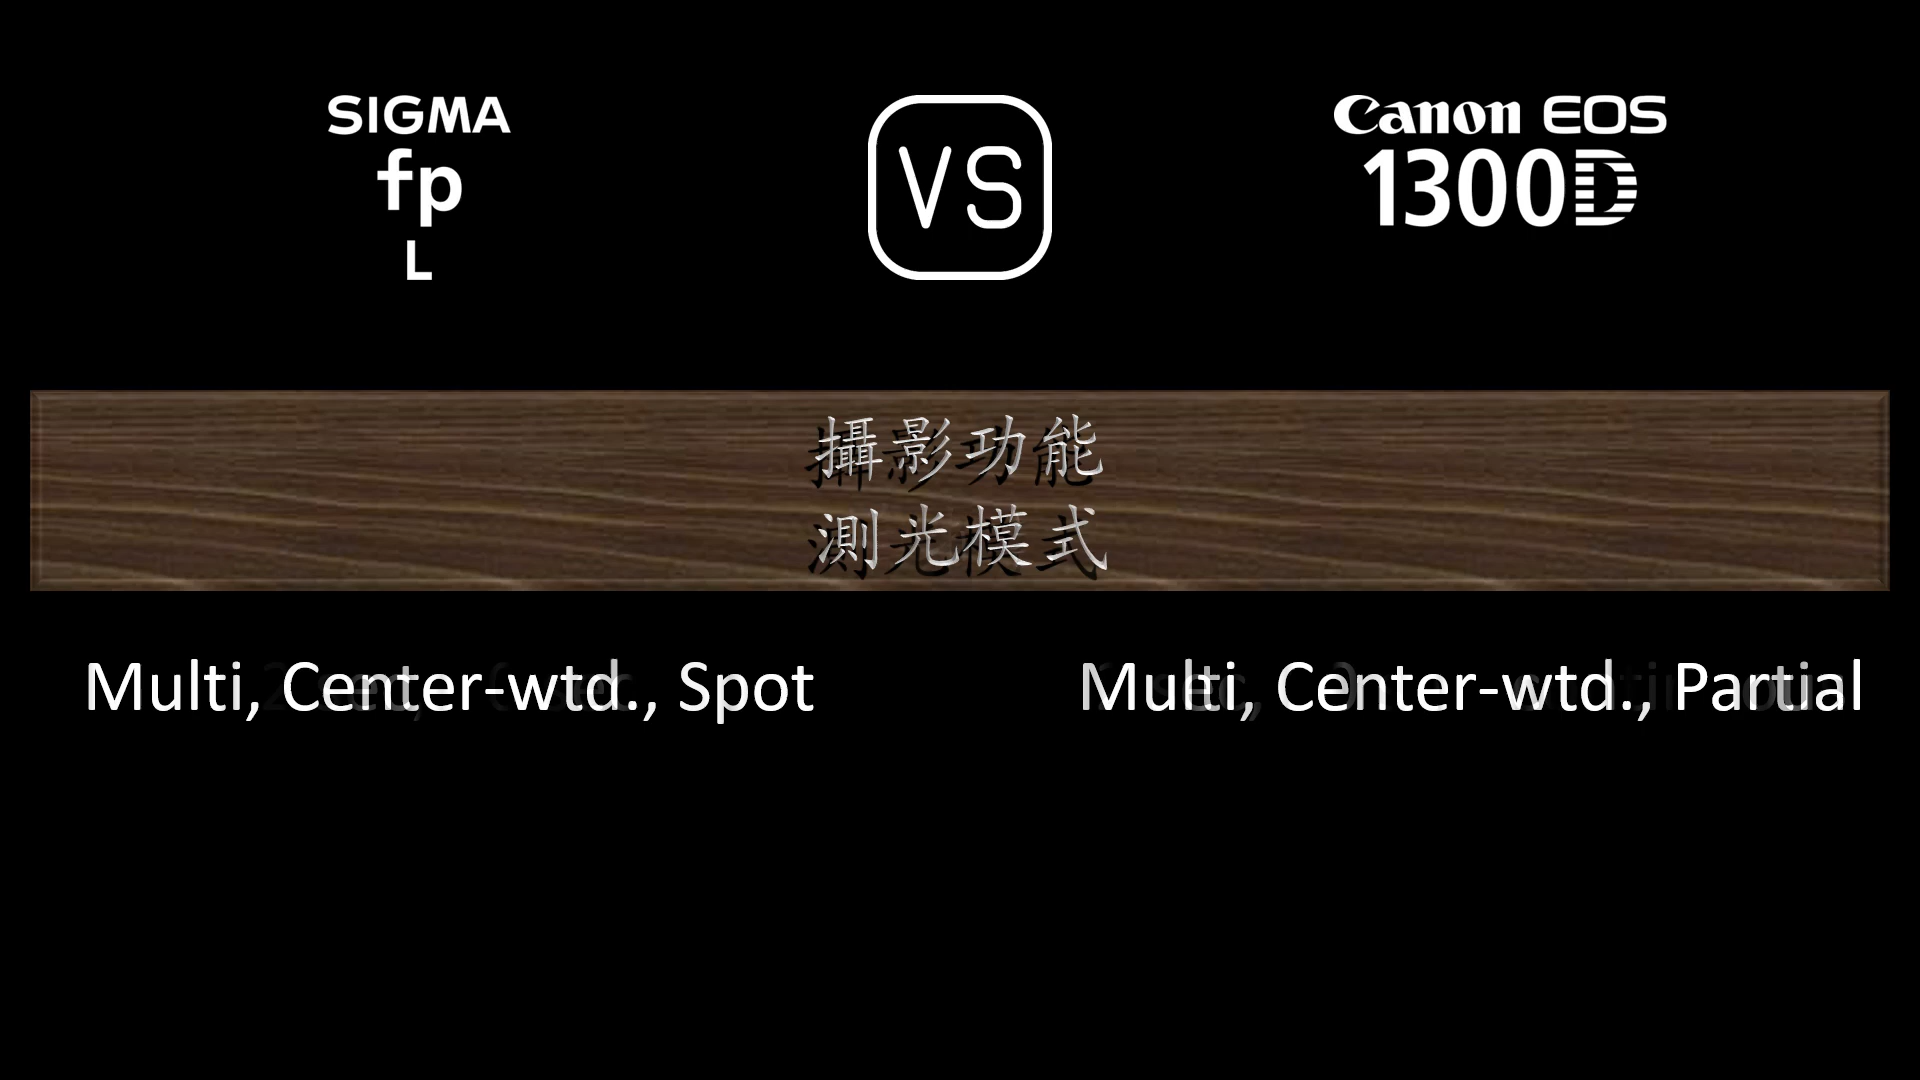 SIGMA
fp
L
VS
Canon EOS
1300D
攝影功能
測光模式
Multi, Center-wtd., Spot
Multi, Center-wtd., Partial